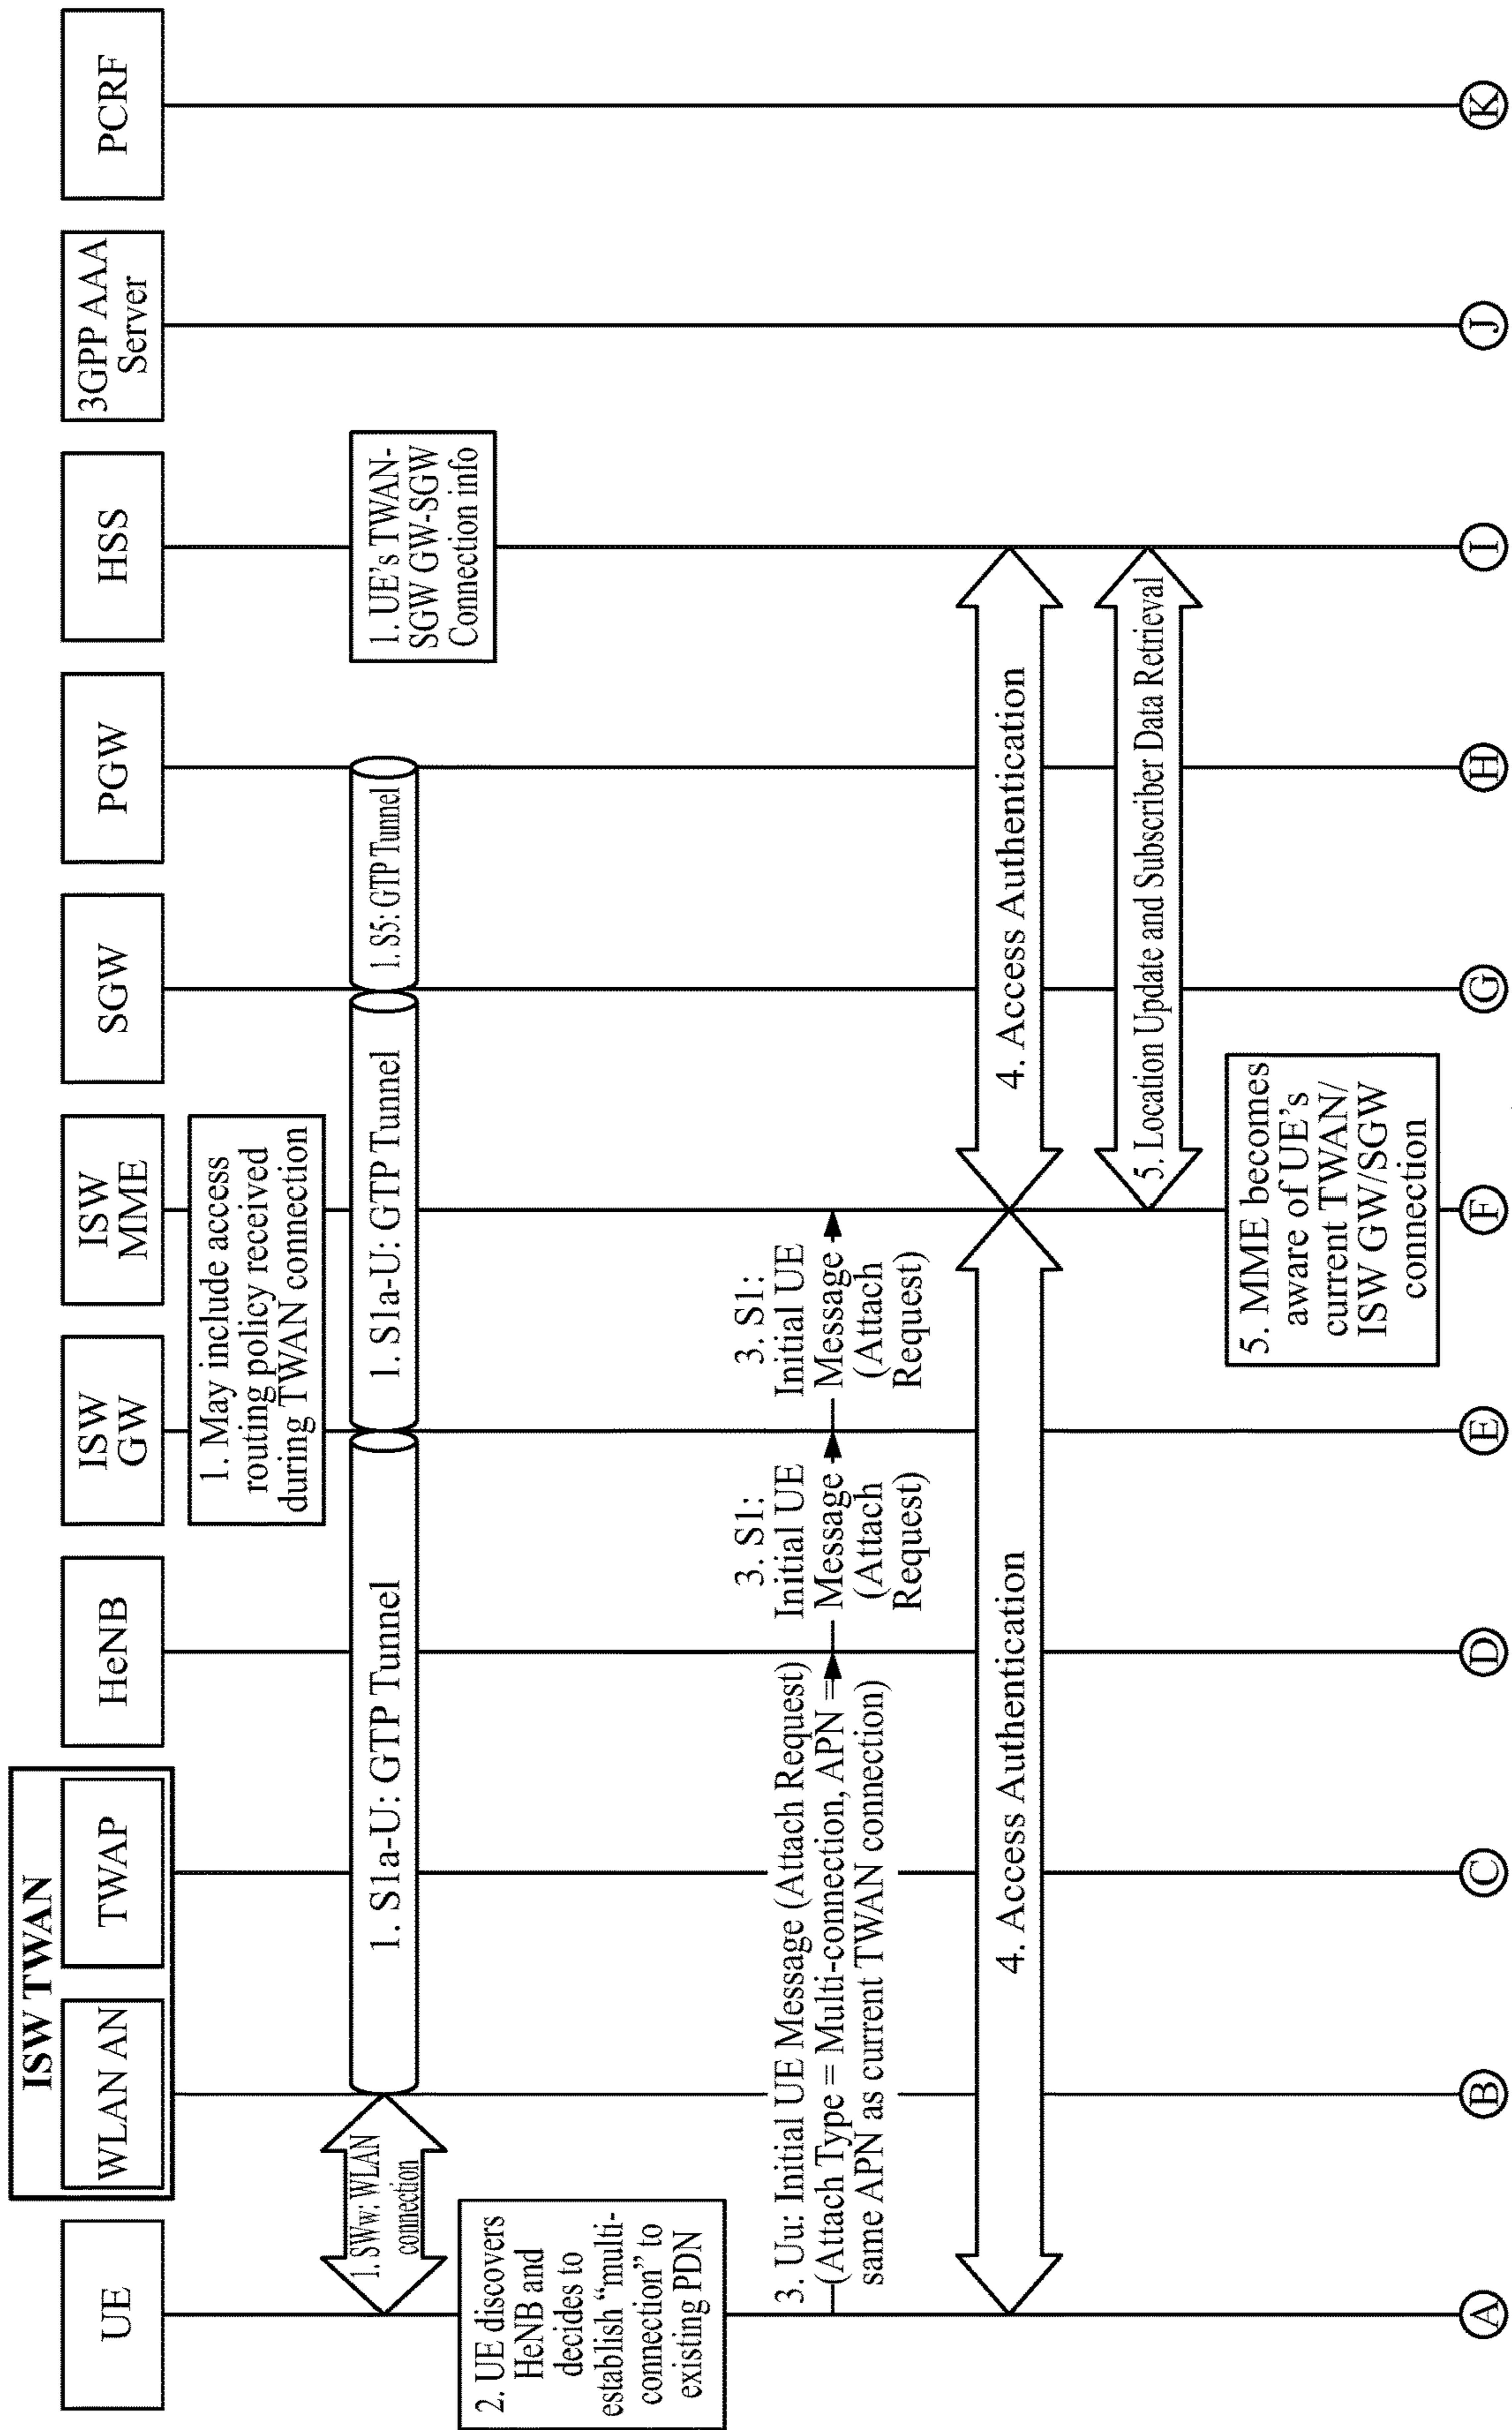 ISW TWAN
UE
WLAN AN
TWAP
HeNB
ISW
GW
ISW
MME
SGW
PGW
HSS
3GPP AAA
Server
PCRF
1. May include access
routing policy received
during TWAN connection
1. SWw: WLAN
connection
1. S1a-U: GTP Tunnel
1. S1a-U: GTP Tunnel
1. S5: GTP Tunnel
1. UE's TWAN-
SGW GW-SGW
Connection info
2. UE discovers
HeNB and
decides to
establish “multi-
connection” to
existing PDN
3. Uu: Initial UE Message (Attach Request)
(Attach Type = Multi-connection, APN =
same APN as current TWAN connection)
3. S1:
Initial UE
Message
(Attach
Request)
3. S1:
Initial UE
Message
(Attach
Request)
4. Access Authentication
4. Access Authentication
5. Location Update and Subscriber Data Retrieval
5. MME becomes
aware of UE's
current TWAN/
ISW GW/SGW
connection
A
B
C
D
E
F
G
H
I
J
K